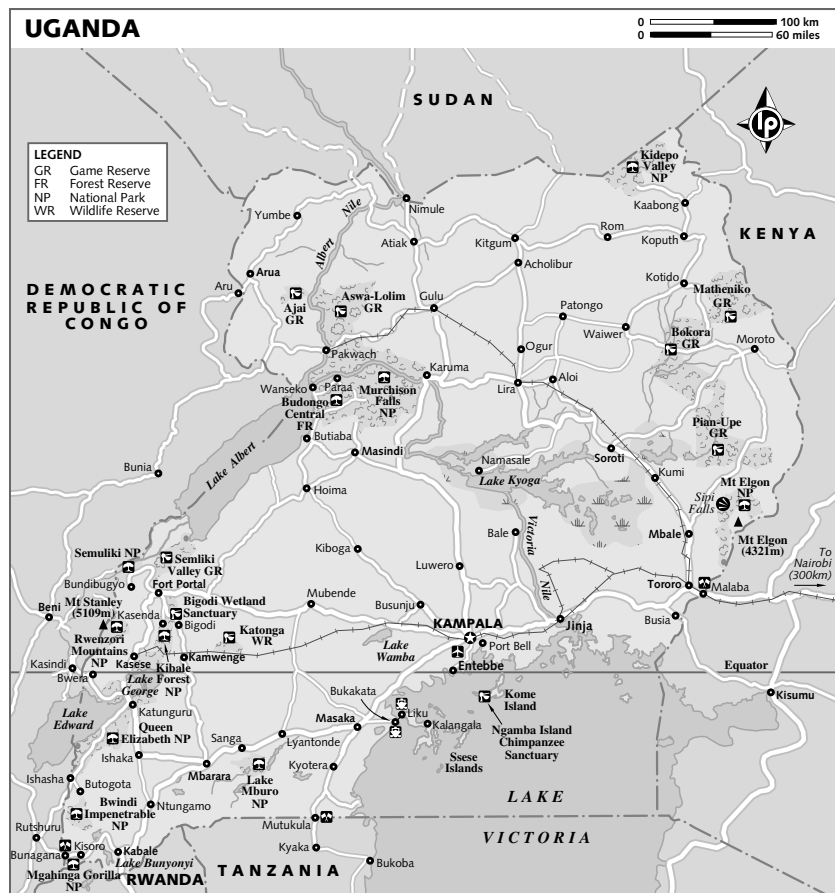 UGANDA
0 100 km
0 60 miles
SUDAN
lp
LEGEND
GR Game Reserve
FR Forest Reserve
NP National Park
WR Wildlife Reserve
Kidepo
Valley
NP
Kaabong
Nimule
Yumbe
Albert
Nile
Atiak
Kitgum
Rom
Koputh
KENYA
DEMOCRATIC
REPUBLIC OF
CONGO
Arua
Aru
Acholibur
Kotido
Matheniko
GR
Ajai
GR
Aswa-Lolim
GR
Gulu
Patongo
Waiwer
Bokora
GR
Moroto
Pakwach
Ogur
Karuma
Wanseko
Paraa
Murchison
Falls
NP
Lira
Aloi
Budongo
Central
FR
Butiaba
Masindi
Pian-Upe
GR
Soroti
Bunia
Lake Albert
Namasale
Lake Kyoga
Kumi
Hoima
Sipi
Falls
Mt Elgon
NP
Mt Elgon
(4321m)
Kiboga
Bale
Victoria
Nile
Mbale
Semuliki NP
Semliki
Valley GR
Luwero
To
Nairobi
(300km)
Bundibugyo
Fort Portal
Tororo
Malaba
Beni
Mt Stanley
(5109m)
Kasenda
Bigodi Wetland
Sanctuary
Bigodi
Mubende
Busunju
Busia
Jinja
KAMPALA
Rwenzori
Mountains
NP
Katonga
WR
Lake
Wamba
Port Bell
Kasindi
Bwera
Kasese
Kibale
Forest
NP
Kamwenge
Entebbe
Equator
Kisumu
Lake
George
Bukakata
Liku
Kome
Island
Lake
Edward
Katunguru
Masaka
Kalangala
Ngamba Island
Chimpanzee
Sanctuary
Queen
Elizabeth NP
Sanga
Lyantonde
Ssese
Islands
Ishaka
Mbarara
Kyotera
Ishasha
Butogota
Lake
Mburo
NP
LAKE
Bwindi
Impenetrable
NP
Ntungamo
Mutukula
VICTORIA
Rutshuru
Kisoro
Kabale
Kyaka
Bunagana
Lake Bunyonyi
TANZANIA
Bukoba
Mgahinga Gorilla
NP
RWANDA